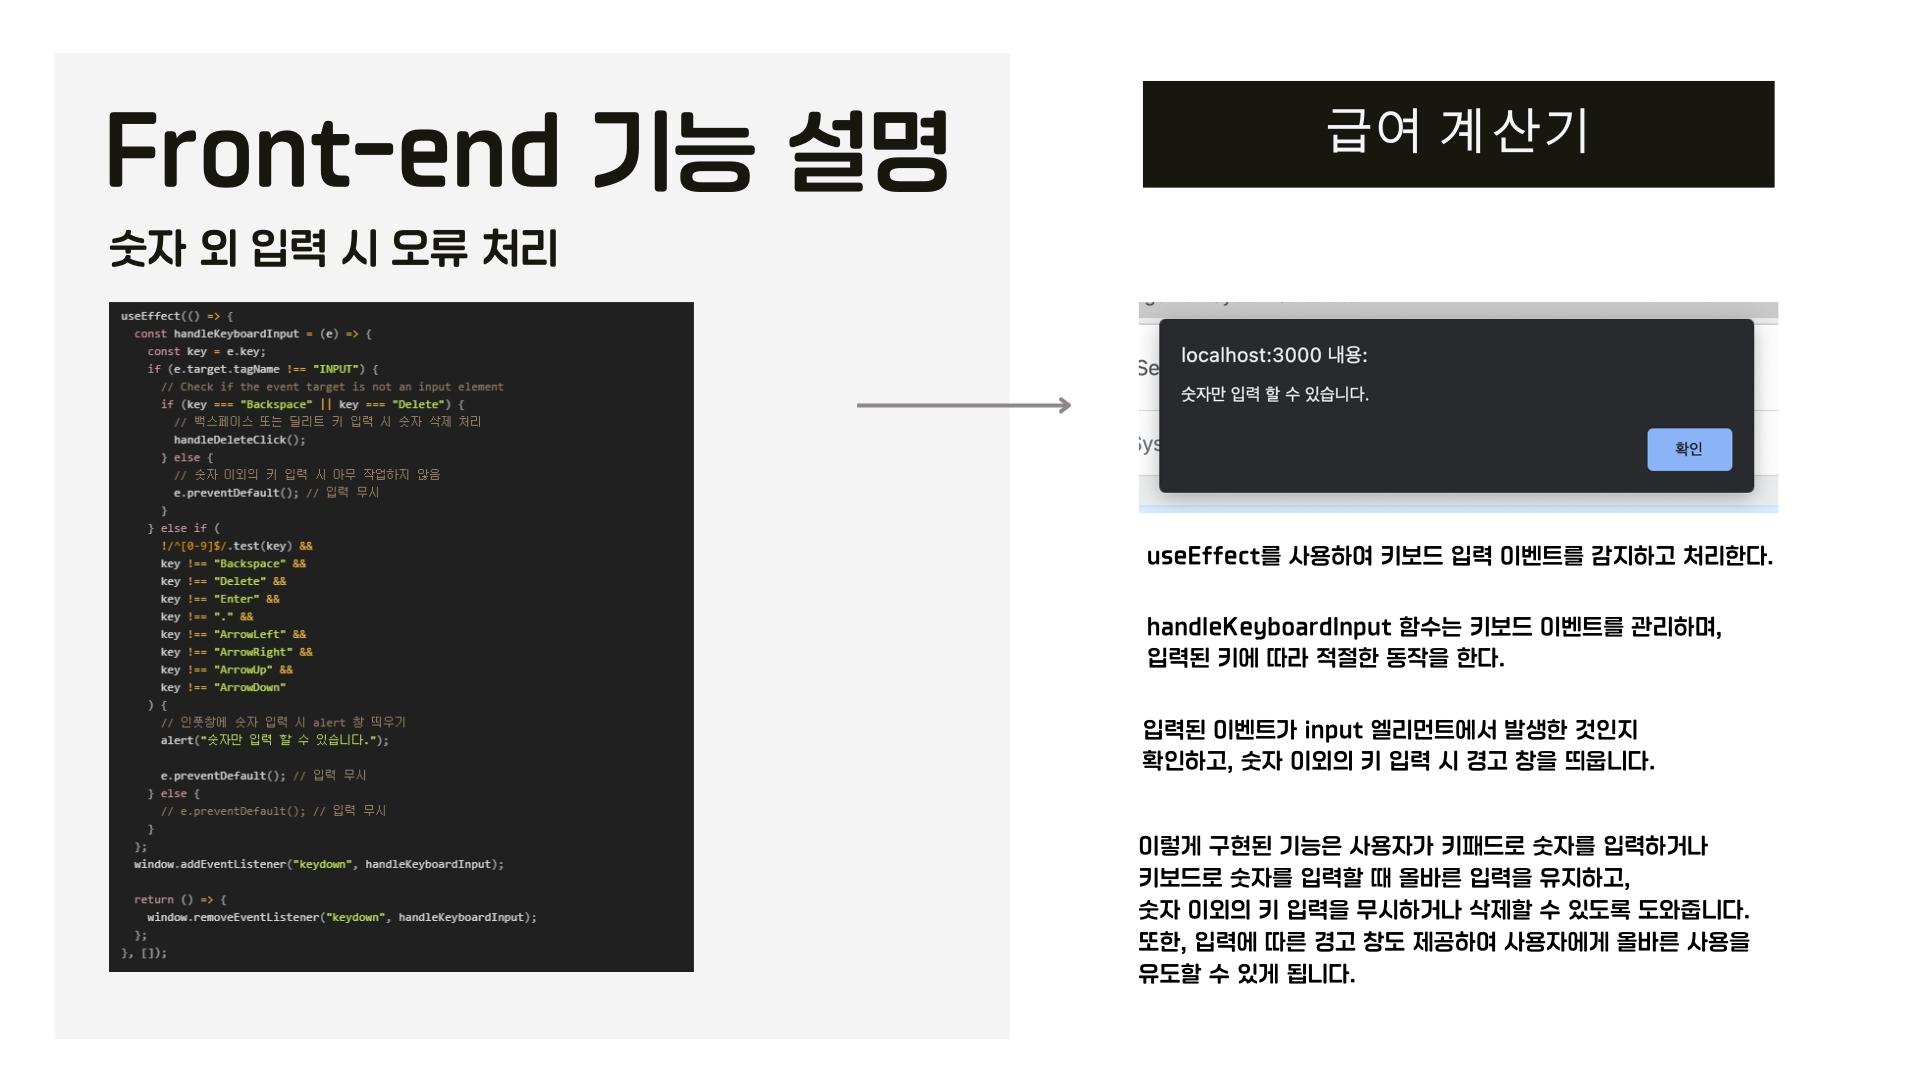 Front-end 기능 설명
숫자 외 입력 시 오류 처리
useEffect(() => {
const handleKeyboardInput = (e) => {
const key = e.key;
if (e.target.tagName !== "INPUT") {
// Check if the event target is not an input element
if (key === "Backspace" || key === "Delete") {
// 백스페이스 또는 딜리트 키 입력 시 숫자 삭제 처리
handleDeleteClick();
} else {
// 숫자 이외의 키 입력 시 아무 작업하지 않음
e.preventDefault(); // 입력 무시
}
} else if (
!/^[0-9]$/.test(key) &&
key !== "Backspace" &&
key !== "Delete" &&
key !== "Enter" &&
key !== "." &&
key !== "ArrowLeft" &&
key !== "ArrowRight" &&
key !== "ArrowUp" &&
key !== "ArrowDown"
) {
// 인풋창에 숫자 입력 시 alert 창 띄우기
alert("숫자만 입력 할 수 있습니다.");
e.preventDefault(); // 입력 무시
} else {
// e.preventDefault(); // 입력 무시
}
};
window.addEventListener("keydown", handleKeyboardInput);
return () => {
window.removeEventListener("keydown", handleKeyboardInput);
};
}, []);
급여 계산기
localhost:3000 내용:
숫자만 입력 할 수 있습니다.
확인
Se
Sys
useEffect를 사용하여 키보드 입력 이벤트를 감지하고 처리한다.
handleKeyboardInput 함수는 키보드 이벤트를 관리하며,
입력된 키에 따라 적절한 동작을 한다.
입력된 이벤트가 input 엘리먼트에서 발생한 것인지
확인하고, 숫자 이외의 키 입력 시 경고 창을 띄웁니다.
이렇게 구현된 기능은 사용자가 키패드로 숫자를 입력하거나
키보드로 숫자를 입력할 때 올바른 입력을 유지하고,
숫자 이외의 키 입력을 무시하거나 삭제할 수 있도록 도와줍니다.
또한, 입력에 따른 경고 창도 제공하여 사용자에게 올바른 사용을
유도할 수 있게 됩니다.